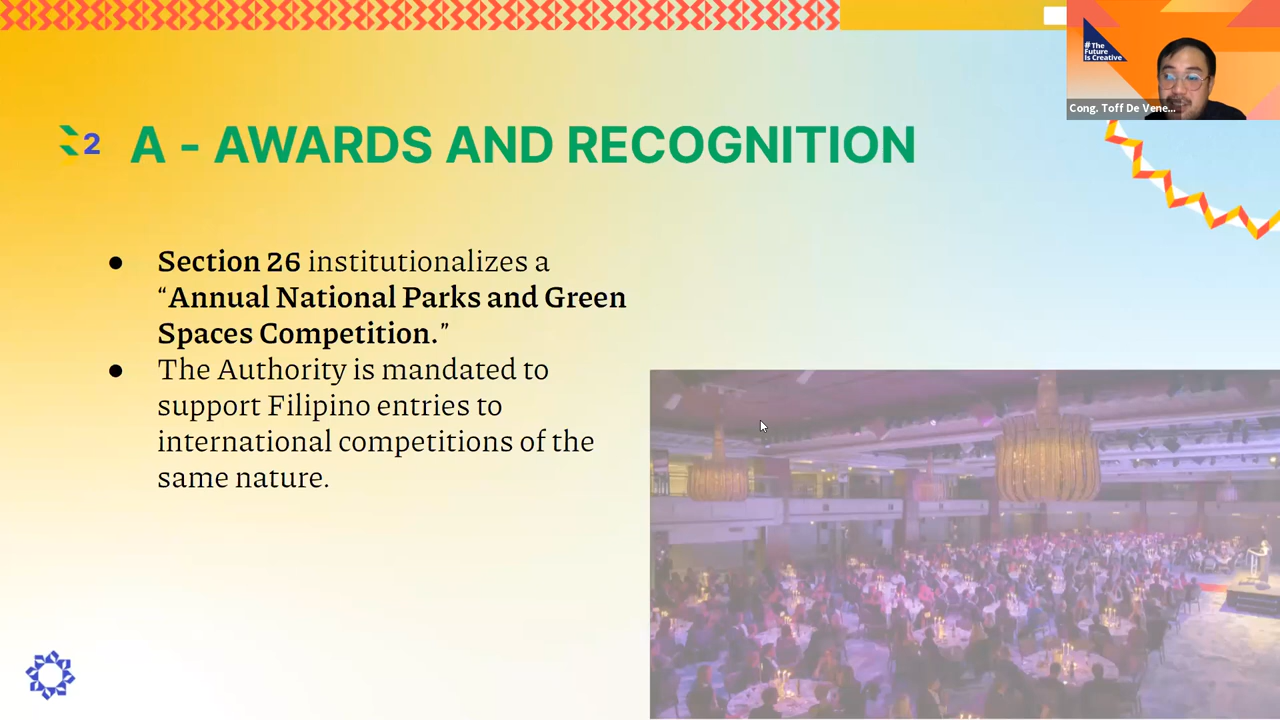 #The
Future
Is Creative
Cong. Toff De Vene...
2 A - AWARDS AND RECOGNITION
● Section 26 institutionalizes a
“Annual National Parks and Green
Spaces Competition.”
● The Authority is mandated to
support Filipino entries to
international competitions of the
same nature.